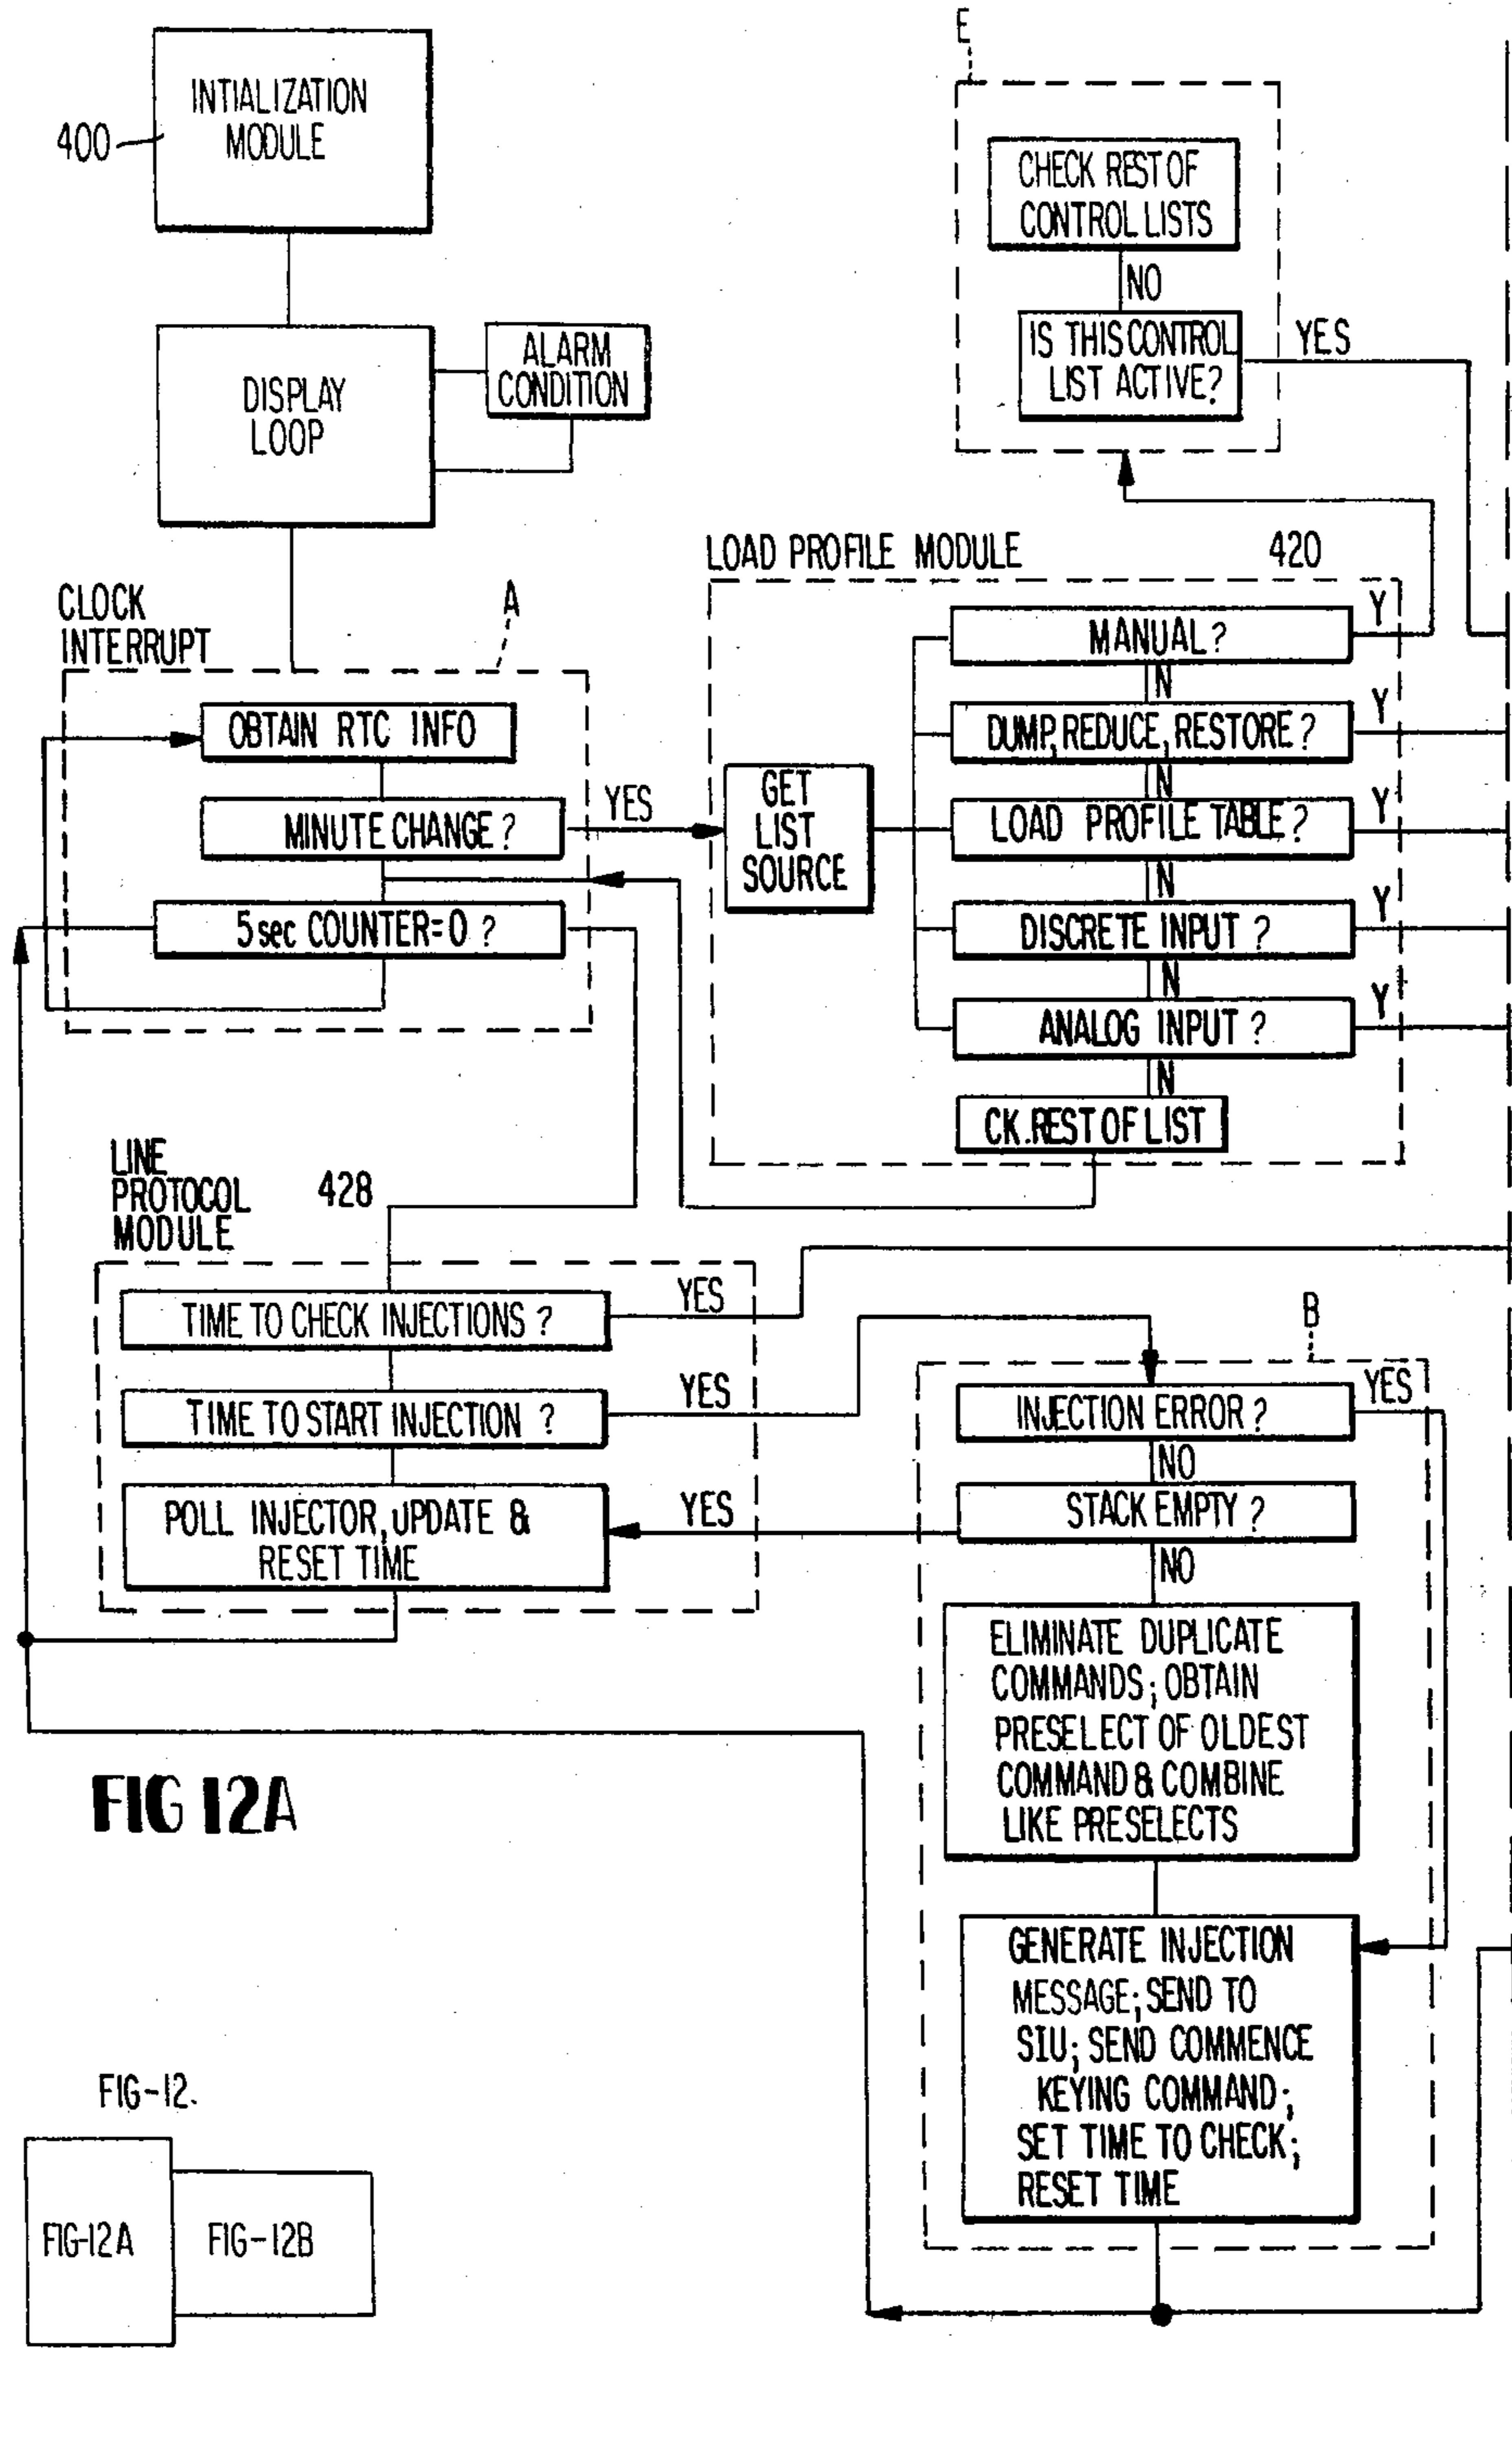 INTIALIZATION
MODULE
400
E
CHECK REST OF
CONTROL LISTS
NO
IS THIS CONTROL
LIST ACTIVE?
YES
DISPLAY
LOOP
ALARM
CONDITION
CLOCK
INTERRUPT
A
OBTAIN RTC INFO
MINUTE CHANGE ?
YES
5 sec COUNTER=0 ?
LOAD PROFILE MODULE
420
GET
LIST
SOURCE
MANUAL ?
Y
N
DUMP, REDUCE, RESTORE ?
Y
N
LOAD PROFILE TABLE ?
Y
N
DISCRETE INPUT ?
Y
N
ANALOG INPUT ?
Y
N
CK. REST OF LIST
LINE
PROTOCOL
MODULE
428
TIME TO CHECK INJECTIONS ?
YES
TIME TO START INJECTION ?
YES
POLL INJECTOR, UPDATE &
RESET TIME
YES
B
INJECTION ERROR ?
YES
NO
STACK EMPTY ?
NO
ELIMINATE DUPLICATE
COMMANDS; OBTAIN
PRESELECT OF OLDEST
COMMAND & COMBINE
LIKE PRESELECTS
GENERATE INJECTION
MESSAGE; SEND TO
SIU; SEND COMMENCE
KEYING COMMAND;
SET TIME TO CHECK;
RESET TIME
FIG 12A
FIG-12.
FIG-12A
FIG-12B